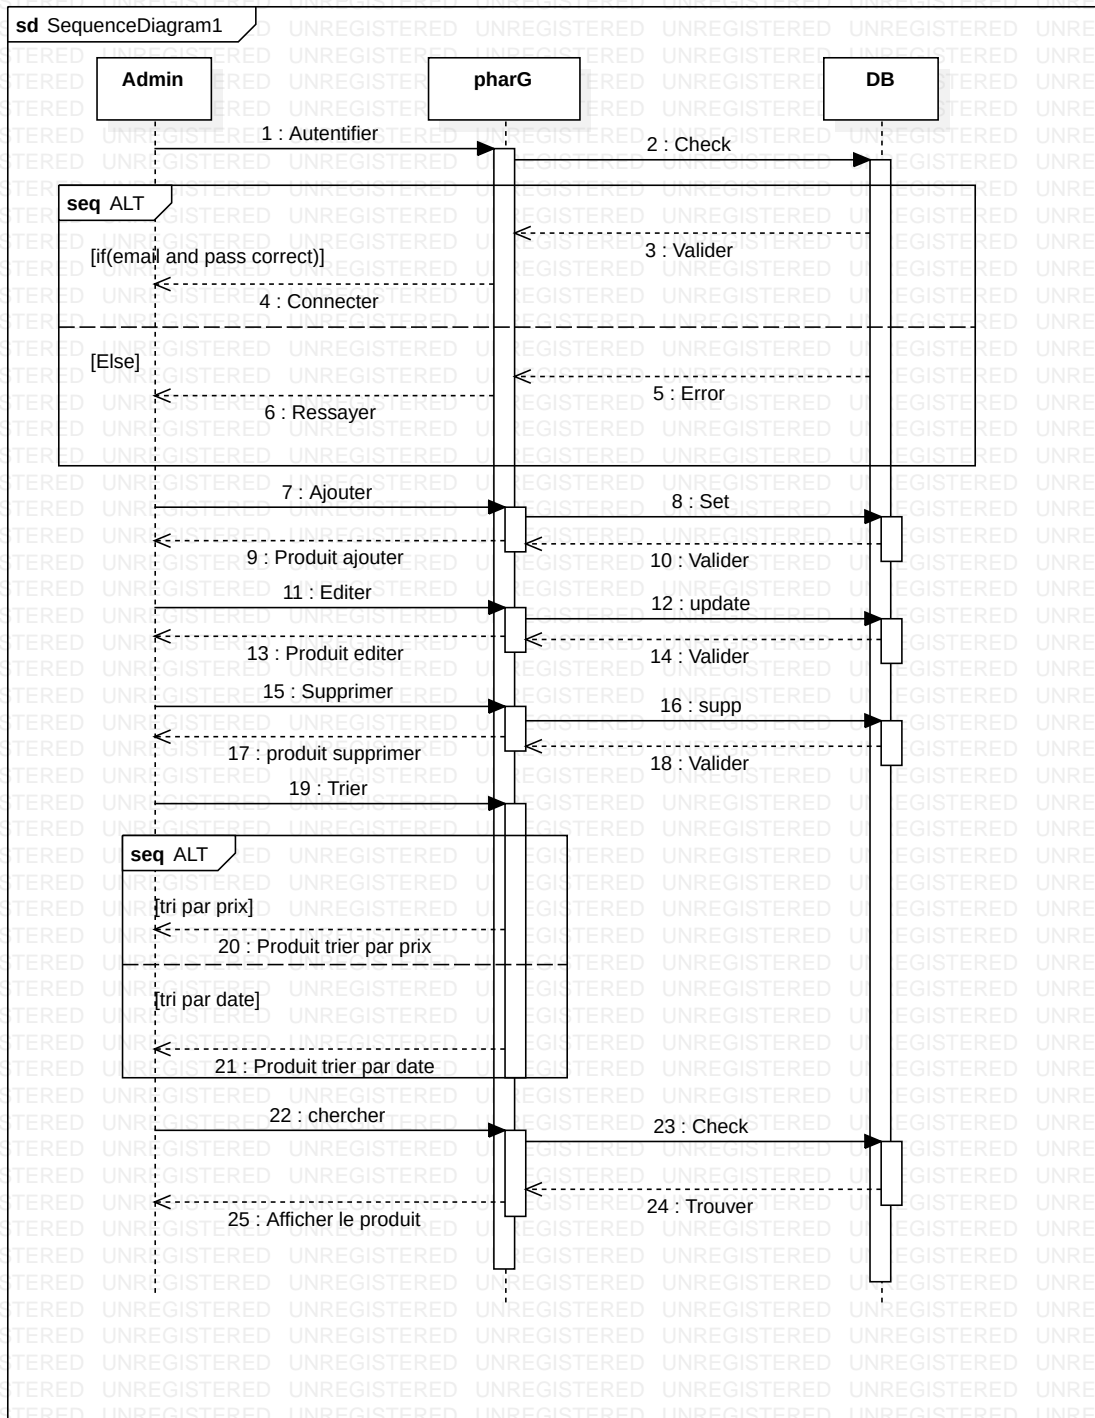 sd SequenceDiagram1
Admin
pharG
DB
1 : Autentifier
2 : Check
seq ALT
3 : Valider
[if(email and pass correct)]
4 : Connecter
[Else]
5 : Error
6 : Ressayer
7 : Ajouter
8 : Set
9 : Produit ajouter
10 : Valider
11 : Editer
12 : update
13 : Produit editer
14 : Valider
15 : Supprimer
16 : supp
17 : produit supprimer
18 : Valider
19 : Trier
seq ALT
[tri par prix]
20 : Produit trier par prix
[tri par date]
21 : Produit trier par date
22 : chercher
23 : Check
24 : Trouver
25 : Afficher le produit
UNREGISTERED